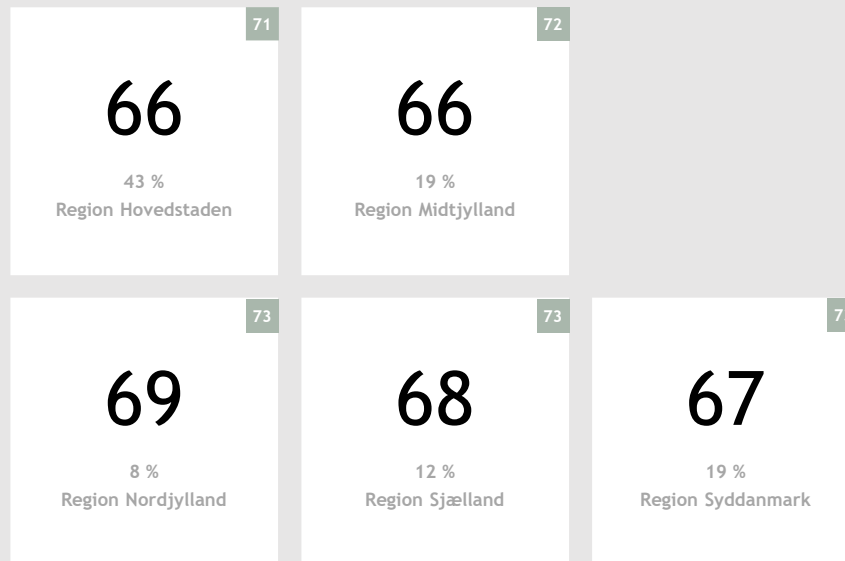 71
66
43 %
Region Hovedstaden
72
66
19 %
Region Midtjylland
73
69
8 %
Region Nordjylland
73
68
12 %
Region Sjælland
67
19 %
Region Syddanmark